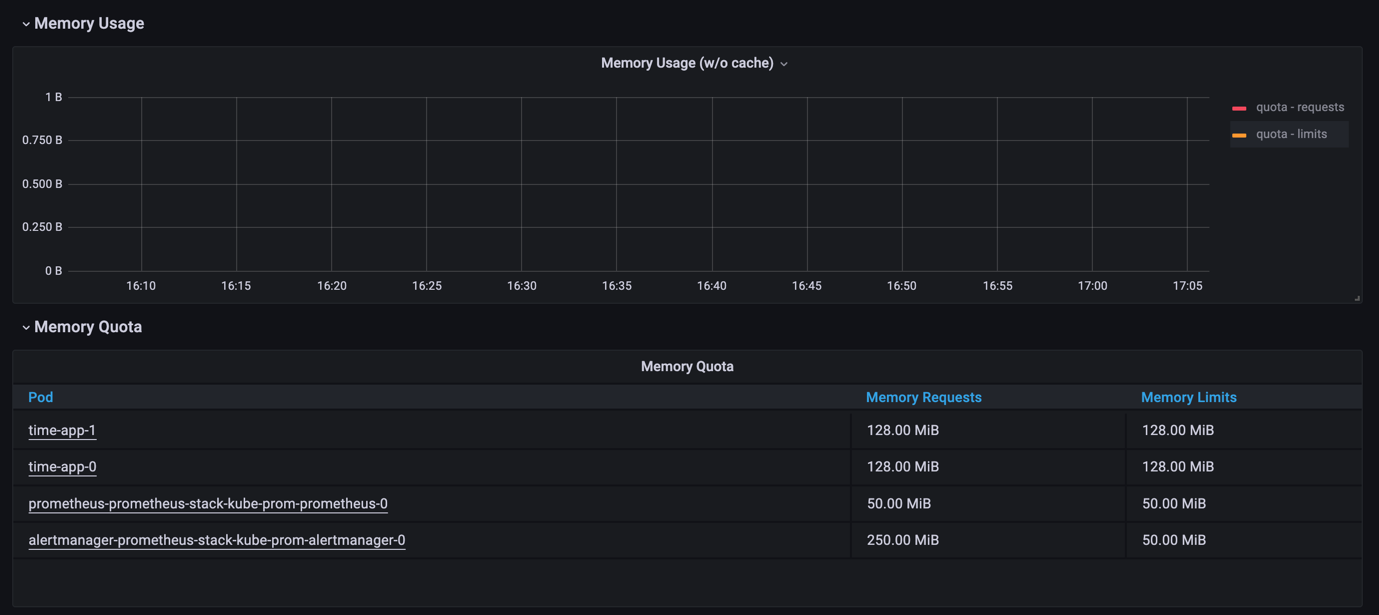 Memory Usage
Memory Usage (w/o cache)
1 B
0.750 B
0.500 B
0.250 B
0 B
16:10 16:15 16:20 16:25 16:30 16:35 16:40 16:45 16:50 16:55 17:00 17:05
quota - requests
quota - limits
Memory Quota
Memory Quota
Pod Memory Requests Memory Limits
time-app-1 128.00 MiB 128.00 MiB
time-app-0 128.00 MiB 128.00 MiB
prometheus-prometheus-stack-kube-prom-prometheus-0 50.00 MiB 50.00 MiB
alertmanager-prometheus-stack-kube-prom-alertmanager-0 250.00 MiB 50.00 MiB